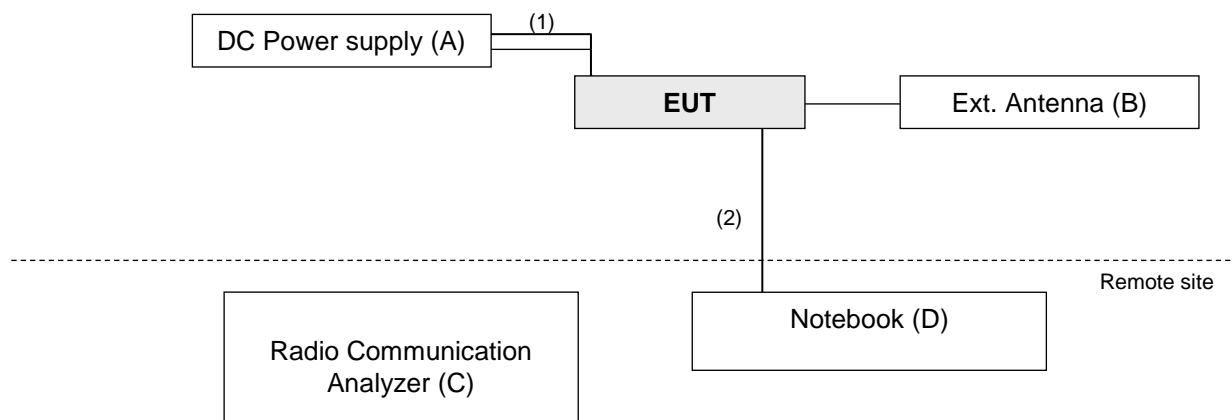 (1)
DC Power supply (A)
EUT
Ext. Antenna (B)
(2)
Remote site
Notebook (D)
Radio Communication
Analyzer (C)